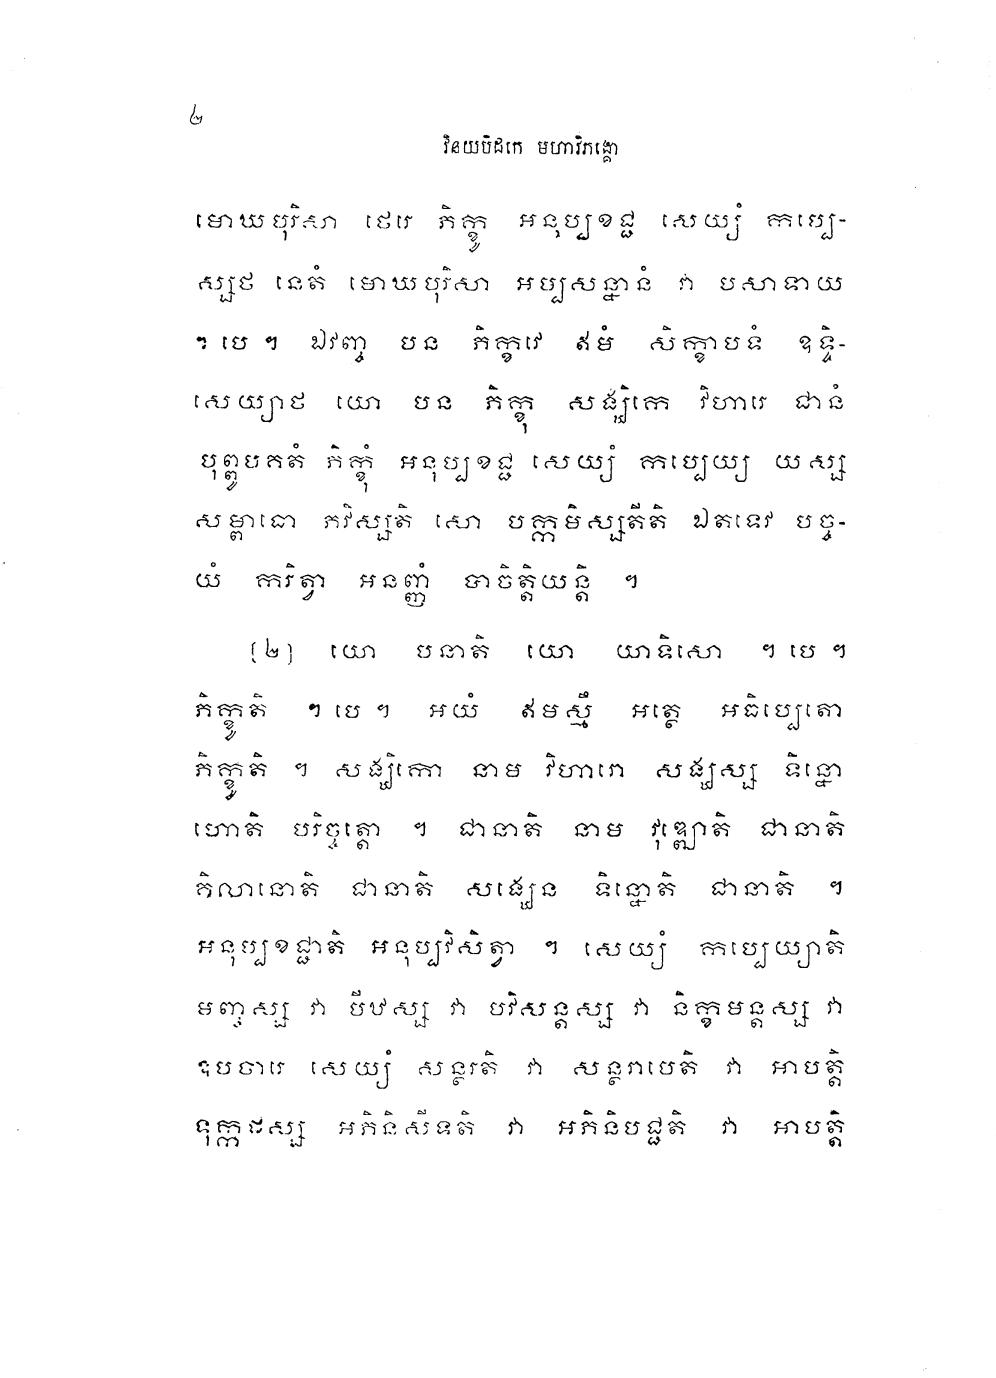 ២
វិនយបិដកេ មហាវិភង្គោ
មោឃបុរិសា ថេរេ ភិក្ខូ អនុប្បខជ្ជ សេយ្យំ កប្បេ-
ស្សថ នេតំ មោឃបុរិសា អប្បសន្នានំ វា បសាទាយ
។ បេ ។ ឯវញ្ច បន ភិក្ខវេ ឥមំ សិក្ខាបទំ ឧទ្ទិ-
សេយ្យាថ យោ បន ភិក្ខុ សង្ឃិកេ វិហារេ ជានំ
បុព្វូបគតំ ភិក្ខុំ អនុប្បខជ្ជ សេយ្យំ កប្បេយ្យ យស្ស
សម្ពាធោ ភវិស្សតិ សោ បក្កមិស្សតីតិ ឯតទេវ បច្ច-
យំ ករិត្វា អនញ្ញំ បាចិត្តិយន្តិ ។
(២) យោ បនាតិ យោ យាទិសោ ។ បេ ។
ភិក្ខូតិ ។ បេ ។ អយំ ឥមស្មឹ អត្ថេ អធិប្បេតោ
ភិក្ខូតិ ។ សង្ឃិកោ នាម វិហារោ សង្ឃស្ស ទិន្នោ
ហោតិ បរិច្ចត្តោ ។ ជានាតិ នាម វុឌ្ឍោតិ ជានាតិ
គិលានោតិ ជានាតិ សង្ឃេន ទិន្នោតិ ជានាតិ ។
អនុប្បខជ្ជាតិ អនុប្បវិសិត្វា ។ សេយ្យំ កប្បេយ្យាតិ
មញ្ចស្ស វា បីឋស្ស វា បវិសន្តស្ស វា និក្ខមន្តស្ស វា
ឧបចារេ សេយ្យំ សន្ថរតិ វា សន្ថរាបេតិ វា អាបត្តិ
ទុក្កដស្ស អភិនិសីទតិ វា អភិនិបជ្ជតិ វា អាបត្តិ